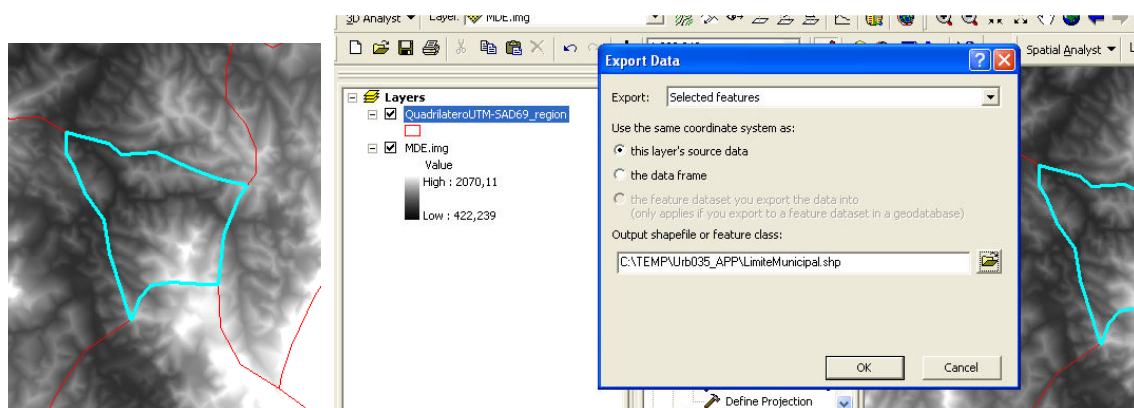 3D Analyst Layer: MDE.img
Spatial Analyst
Layers
QuadrilateroUTM-SAD69_region
MDE.img
Value
High : 2070,11
Low : 422,239
Export Data
Export: Selected features
Use the same coordinate system as:
this layer's source data
the data frame
the feature dataset you export the data into
(only applies if you export to a feature dataset in a geodatabase)
Output shapefile or feature class:
C:\TEMP\Urb035_APP\LimiteMunicipal.shp
OK Cancel
Define Projection